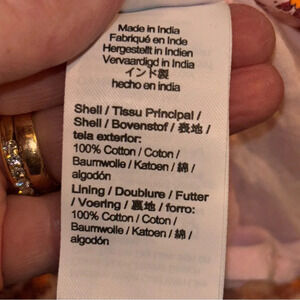 Made in India
Fabriqué en Inde
Hergestellt in Indien
Vervaardigd in India
インド製
hecho en india
Shell / Tissu Principal /
Shell / Bovenstof / 表地 /
tela exterior:
100% Cotton / Coton /
Baumwolle / Katoen / 綿 /
algodón
Lining / Doublure / Futter
/ Voering / 裏地 / forro:
100% Cotton / Coton /
Baumwolle / Katoen / 綿 /
algodón